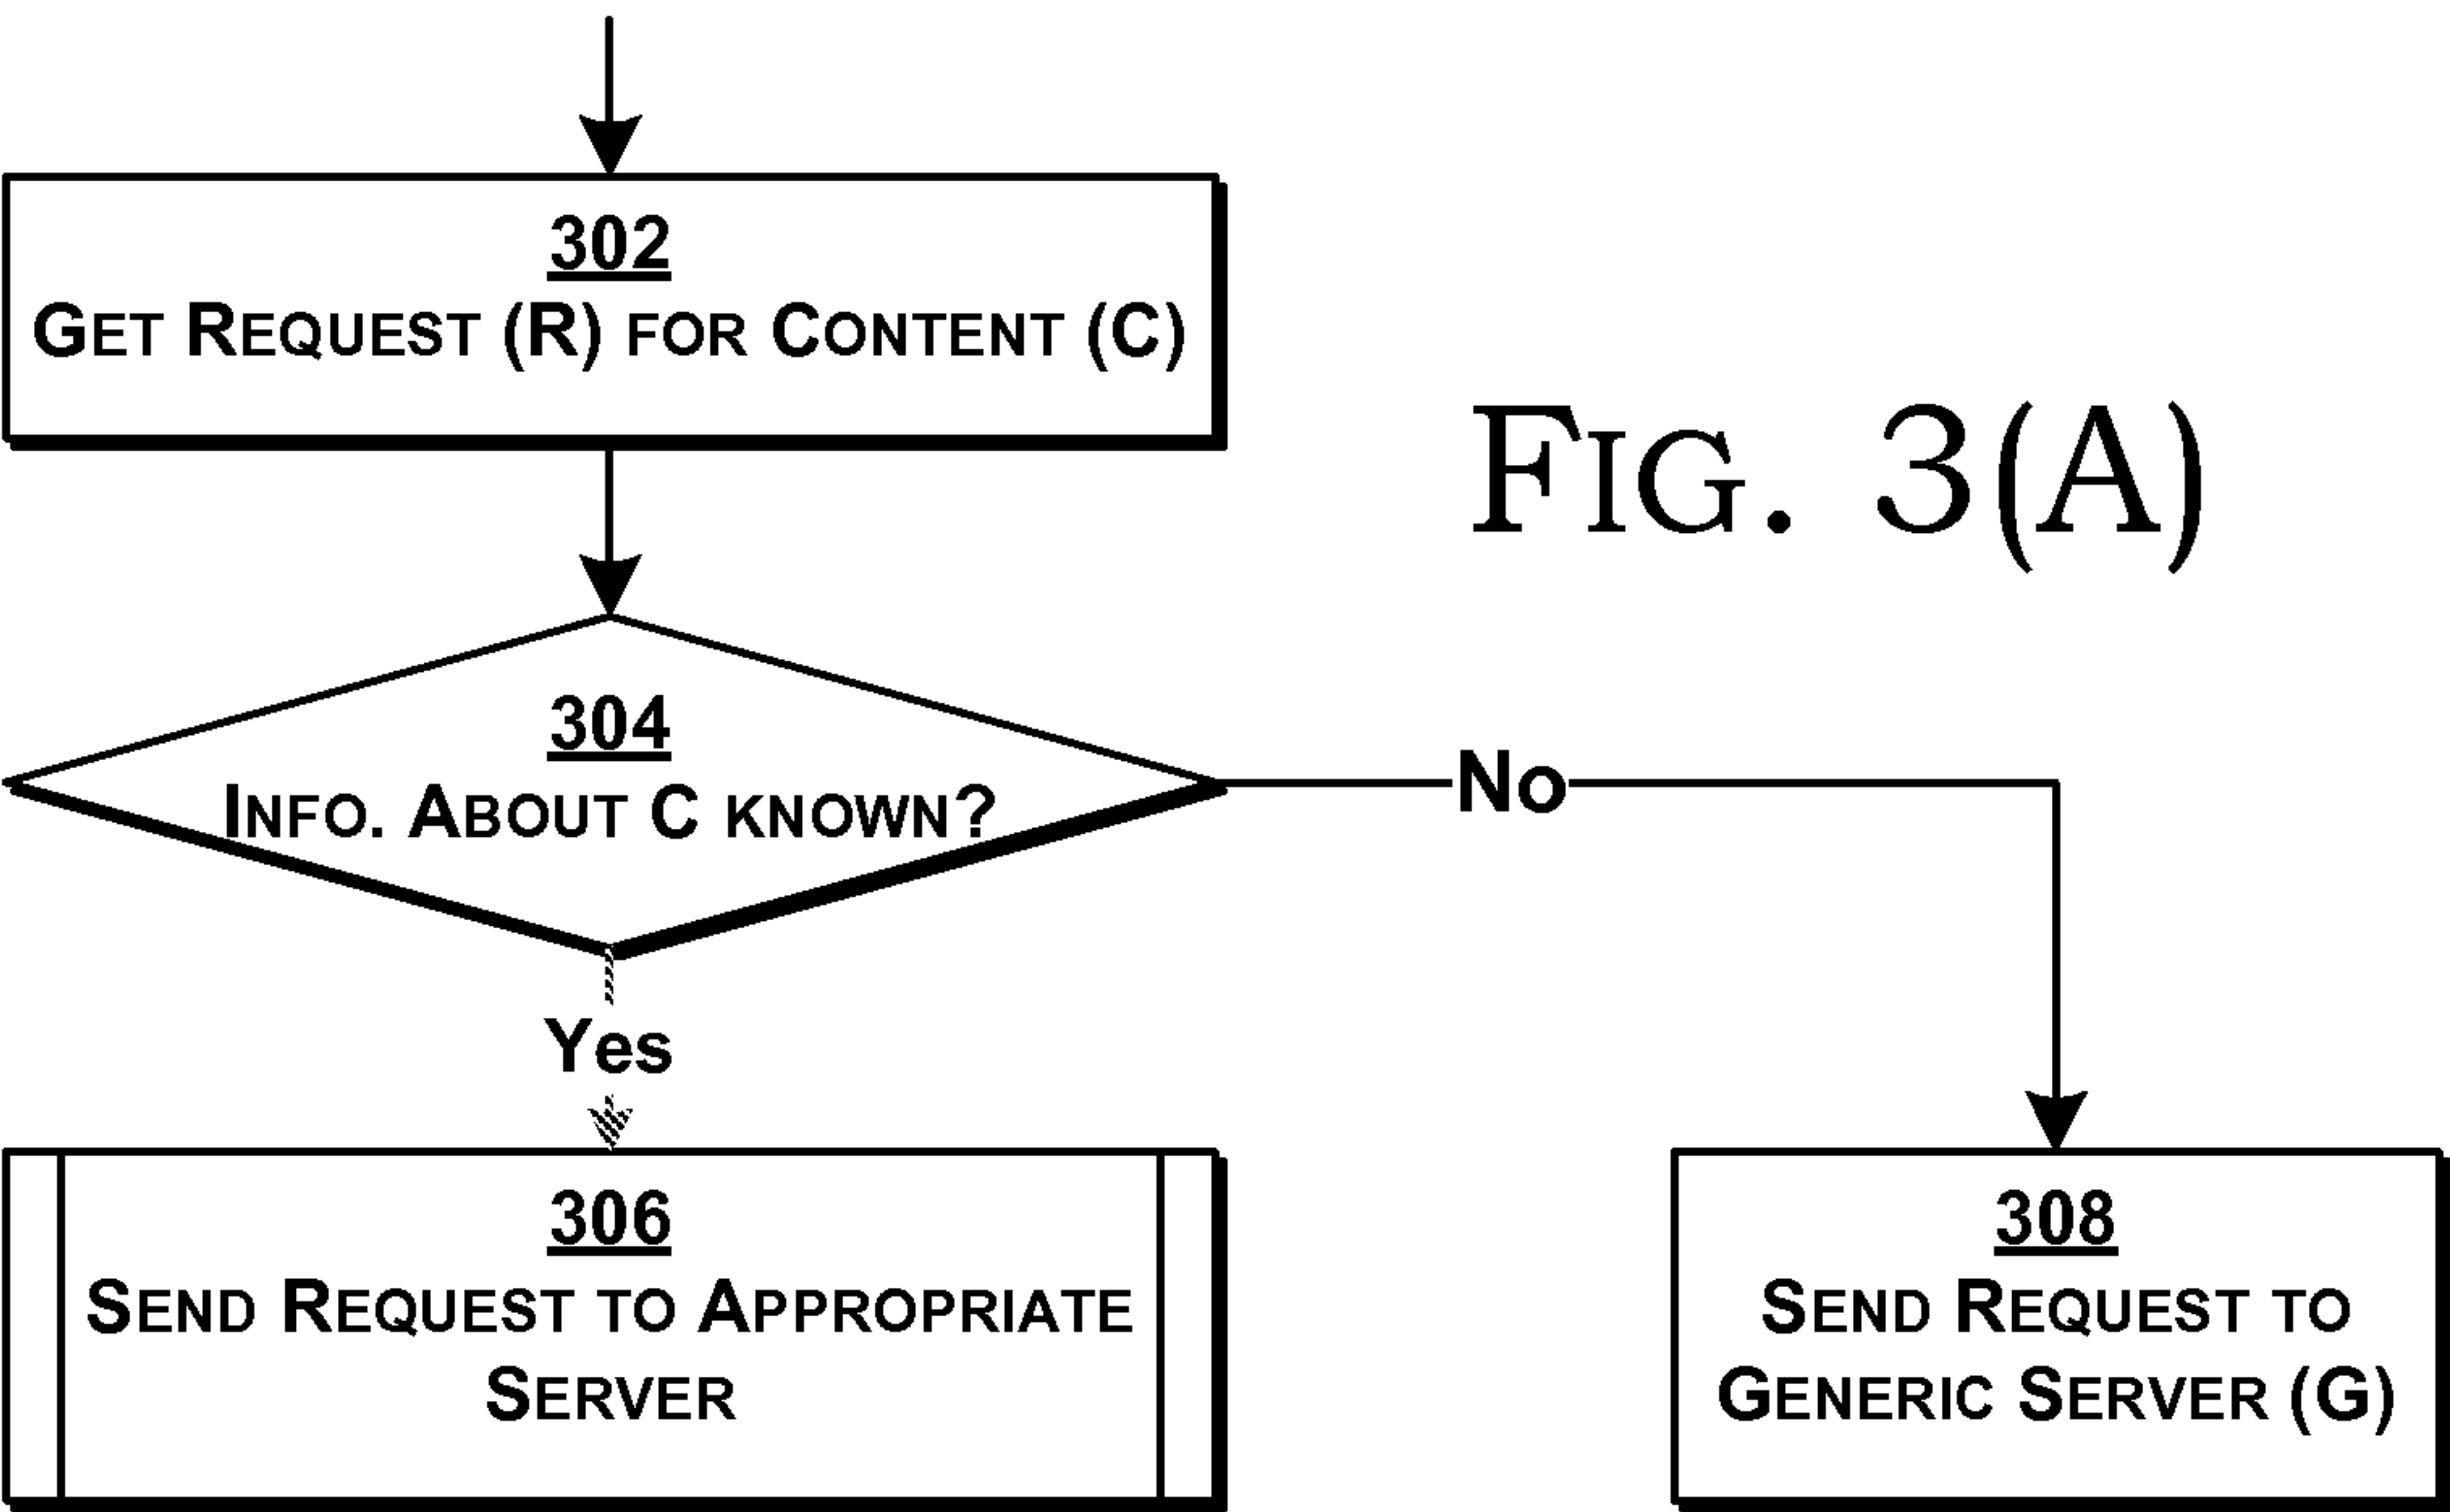 302
Get Request (R) for Content (C)
Fig. 3(A)
304
Info. About C known?
No
Yes
306
Send Request to Appropriate
Server
308
Send Request to
Generic Server (G)